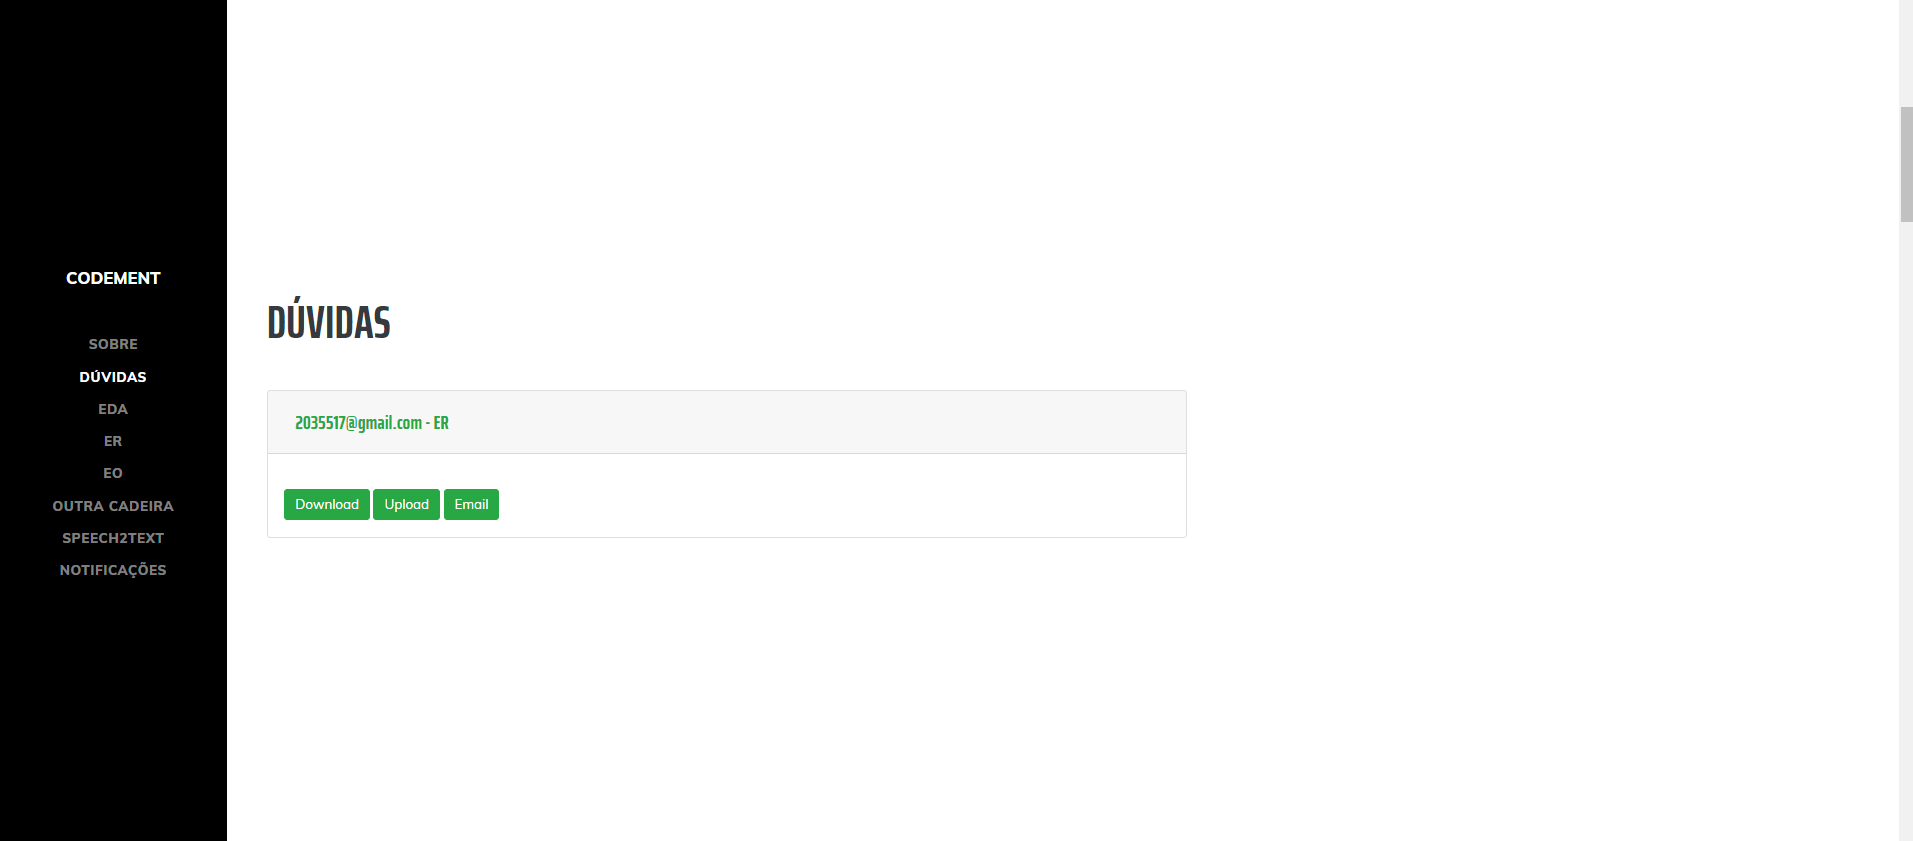 CODEMENT
SOBRE
DÚVIDAS
EDA
ER
EO
OUTRA CADEIRA
SPEECH2TEXT
NOTIFICAÇÕES
DÚVIDAS
2035517@gmail.com - ER
Download Upload Email